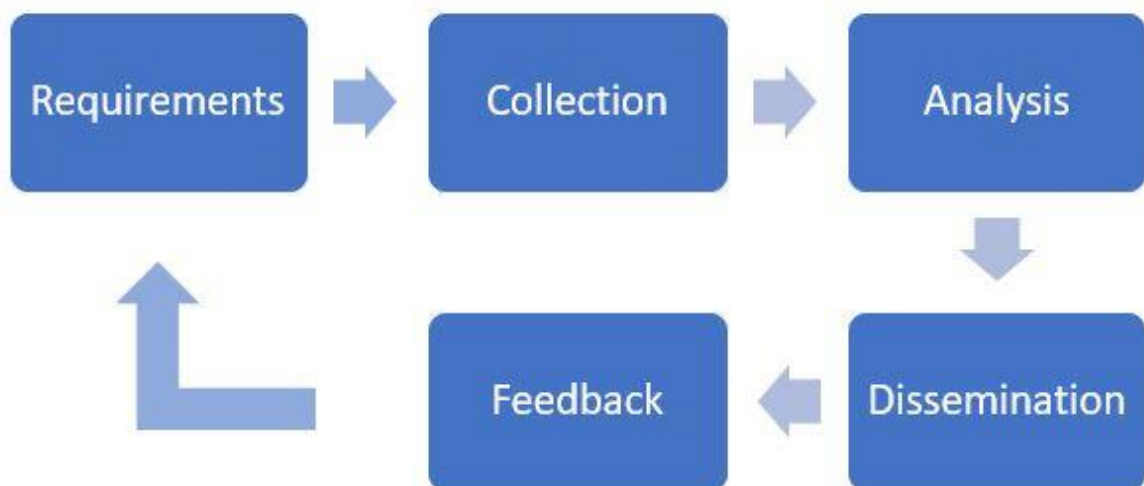 Requirements
Collection
Analysis
Dissemination
Feedback